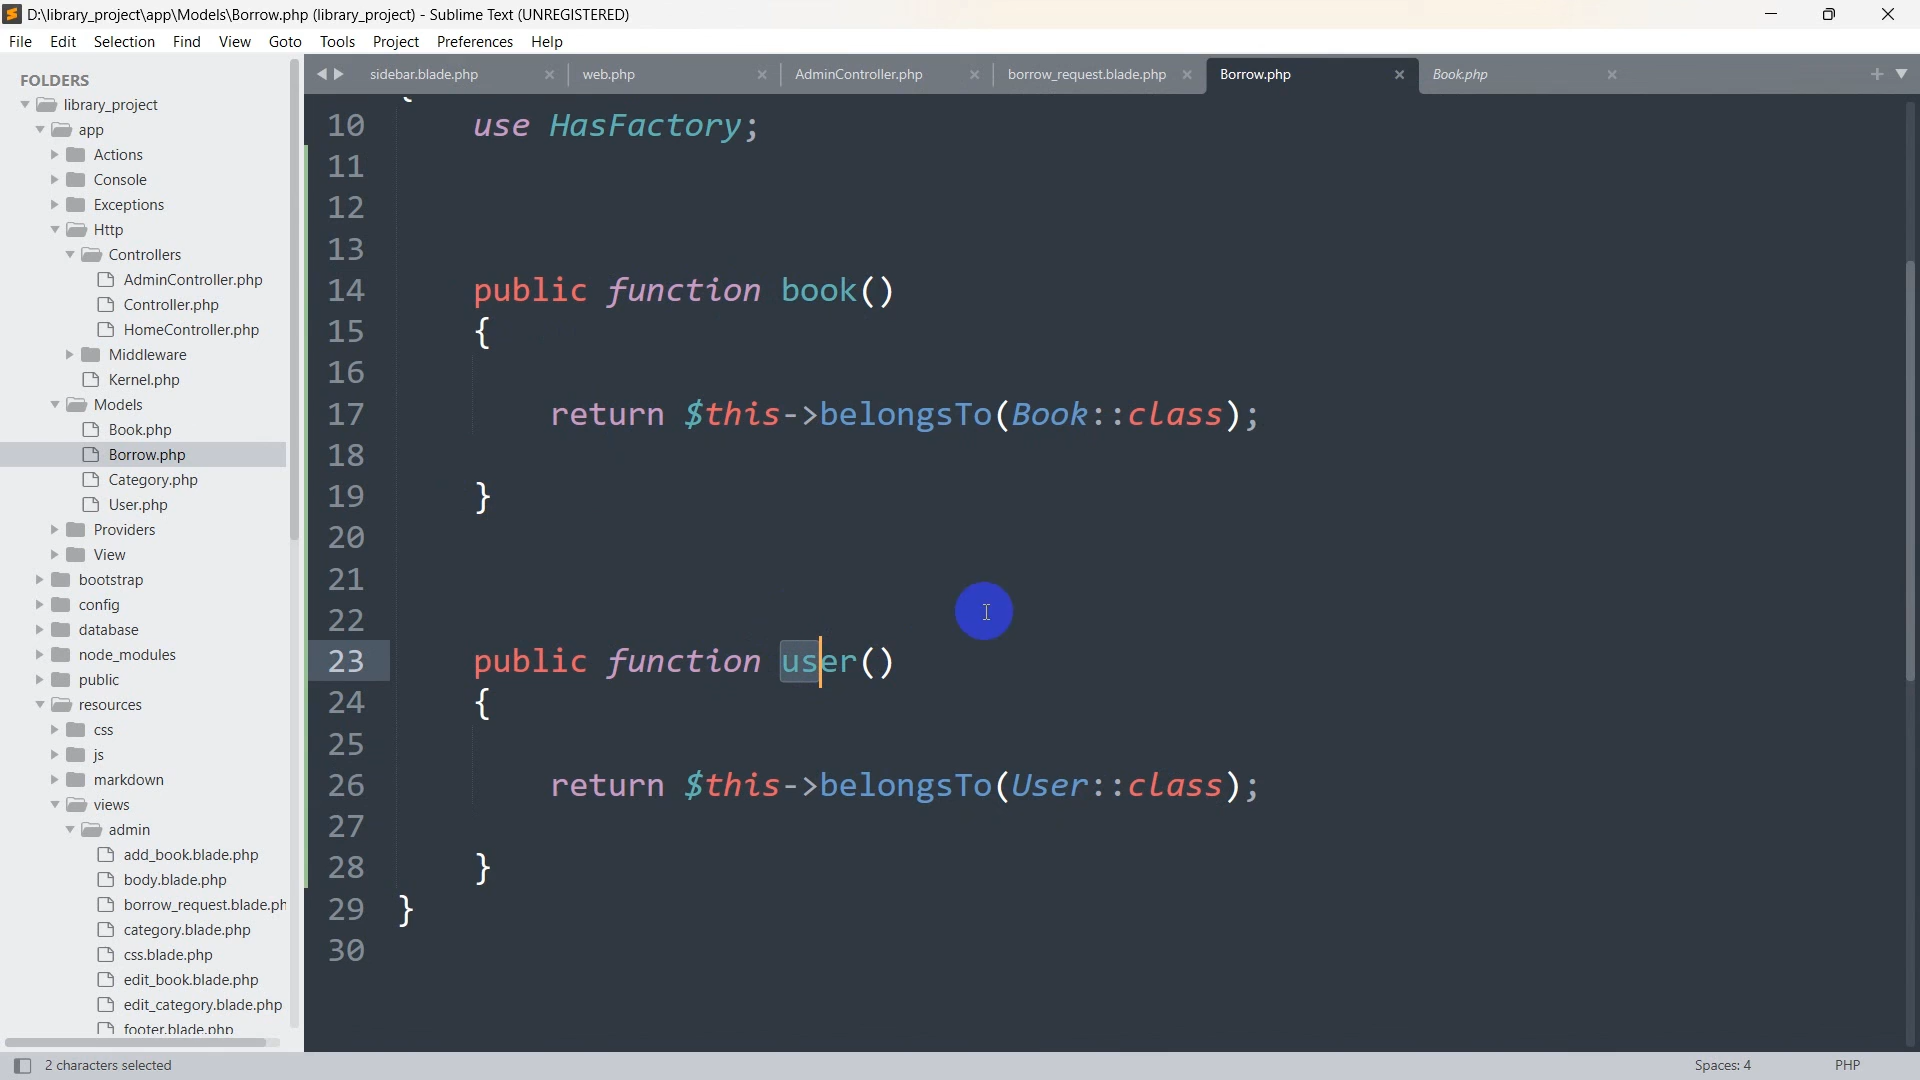 D:\library_project\app\Models\Borrow.php (library_project) - Sublime Text (UNREGISTERED)
File Edit Selection Find View Goto Tools Project Preferences Help
FOLDERS
library_project
app
Actions
Console
Exceptions
Http
Controllers
AdminController.php
Controller.php
HomeController.php
Middleware
Kernel.php
Models
Book.php
Borrow.php
Category.php
User.php
Providers
View
bootstrap
config
database
node_modules
public
resources
css
js
markdown
views
admin
add_book.blade.php
body.blade.php
borrow_request.blade.ph
category.blade.php
css.blade.php
edit_book.blade.php
edit_category.blade.php
footer.blade.php
sidebar.blade.php web.php AdminController.php borrow_request.blade.php Borrow.php Book.php
10 use HasFactory;
11
12
13
14 public function book()
15 {
16
17 return $this->belongsTo(Book::class);
18
19 }
20
21
22
23 public function user()
24 {
25
26 return $this->belongsTo(User::class);
27
28 }
29 }
30
2 characters selected Spaces: 4 PHP